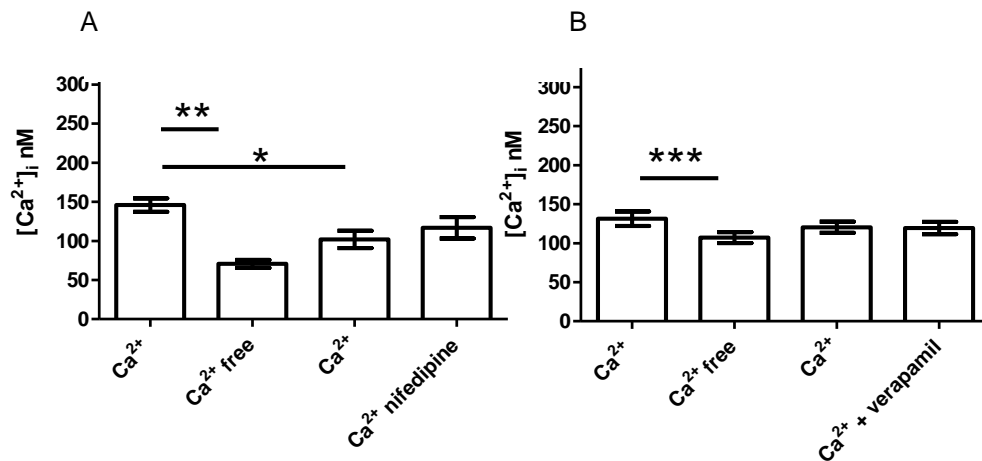 A
B
[Ca²⁺]ᵢ nM
300
250
200
150
100
50
0
**
*
Ca²⁺
Ca²⁺ free
Ca²⁺
Ca²⁺ nifedipine
[Ca²⁺]ᵢ nM
300
250
200
150
100
50
0
***
Ca²⁺
Ca²⁺ free
Ca²⁺
Ca²⁺ + verapamil